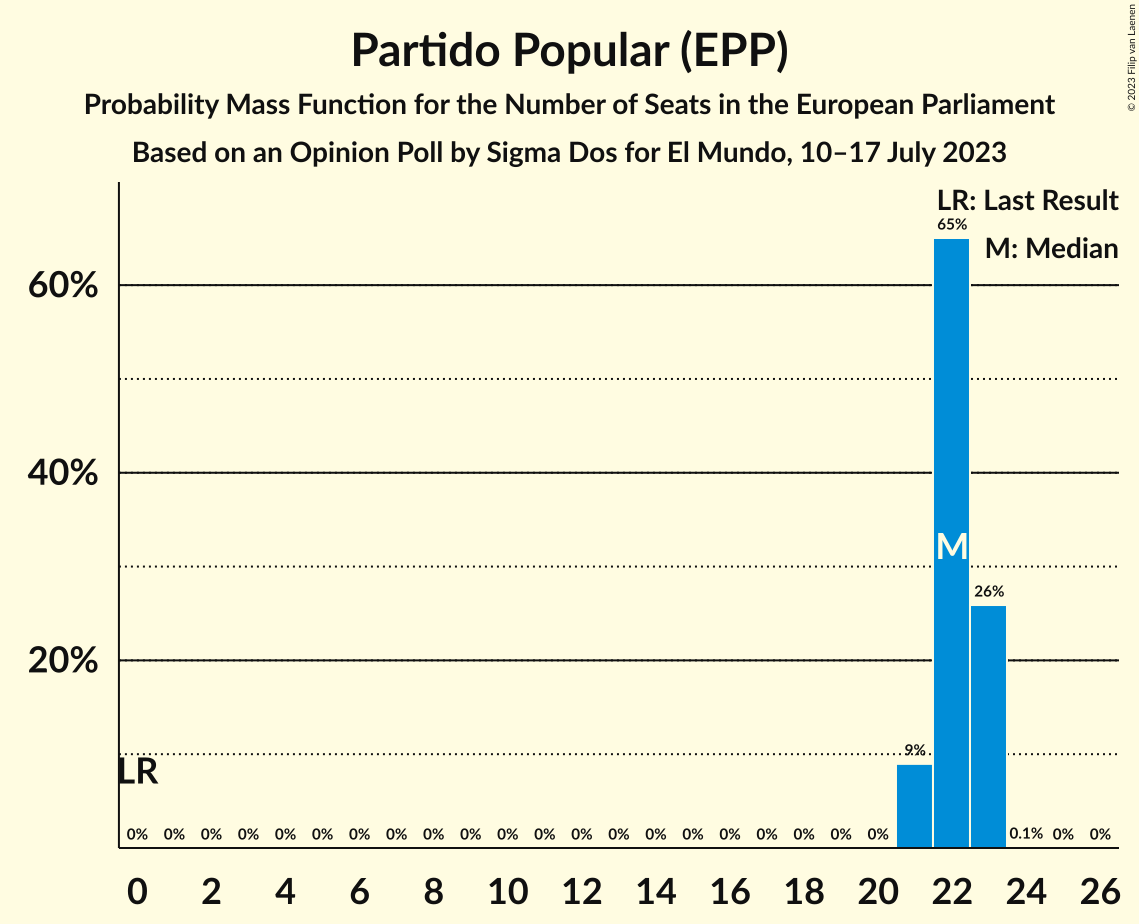 Partido Popular (EPP)
Probability Mass Function for the Number of Seats in the European Parliament
Based on an Opinion Poll by Sigma Dos for El Mundo, 10–17 July 2023
© 2023 Filip van Laenen
LR: Last Result
M: Median
65%
60%
40%
M
26%
20%
9%
LR
0% 0% 0% 0% 0% 0% 0% 0% 0% 0% 0% 0% 0% 0% 0% 0% 0% 0% 0% 0% 0% 0.1% 0% 0%
0 2 4 6 8 10 12 14 16 18 20 22 24 26